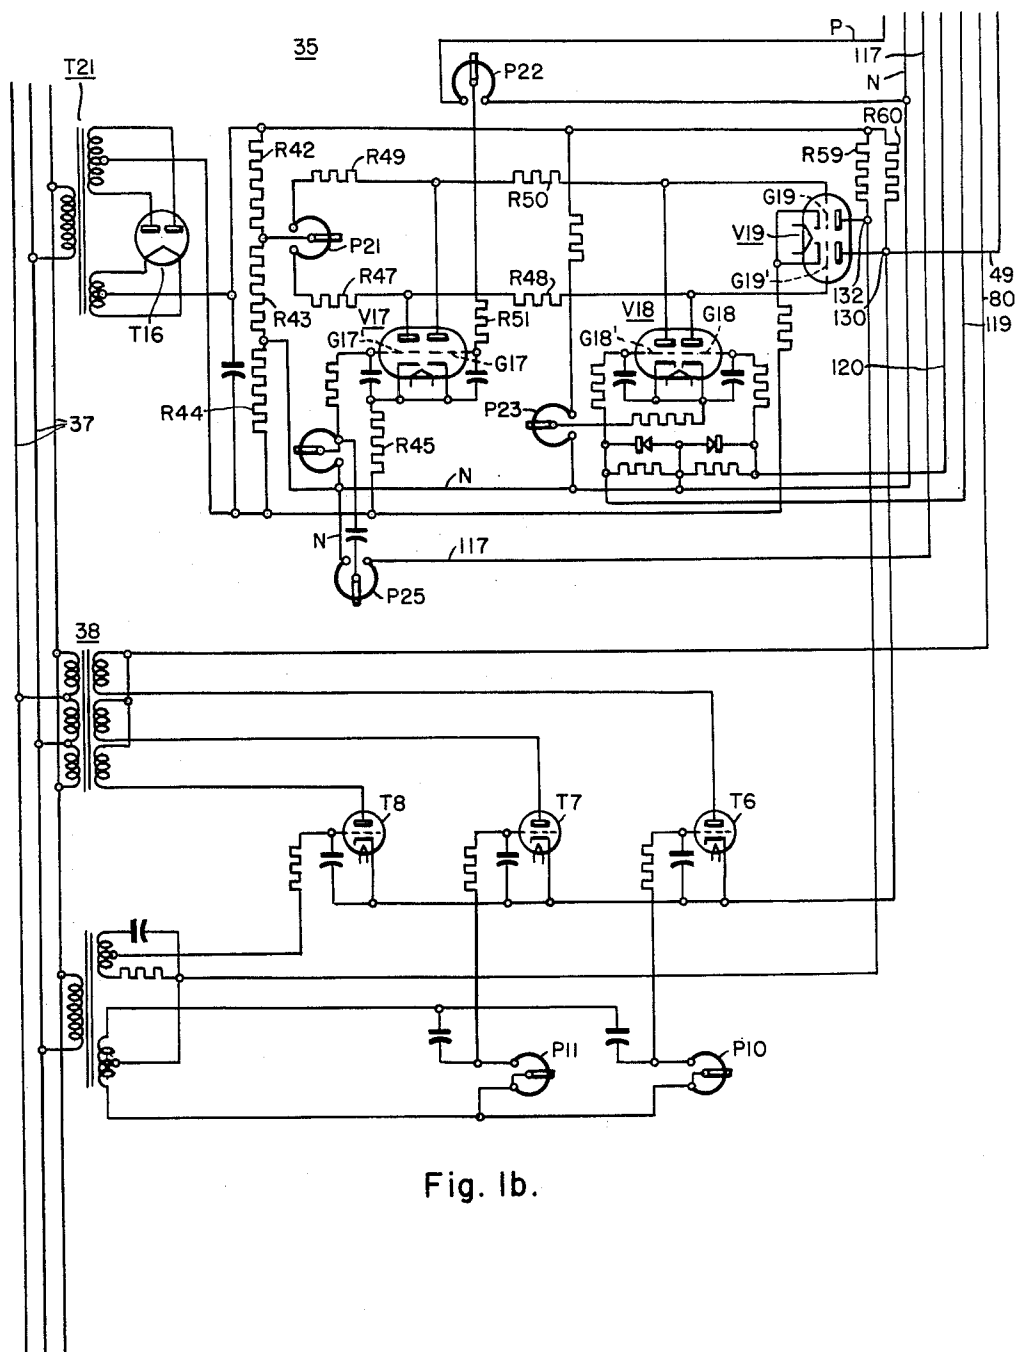 35
P
117
N
T21
P22
R60
R42
R49
R59
R50
G19
P21
V19
R47
R48
G19'
49
R43
V17
R51
V18
G18
132
80
T16
G17'
G17
G18'
130
119
120
P23
R44
37
R45
N
N
117
P25
38
T8
T7
T6
P11
P10
Fig. 1b.